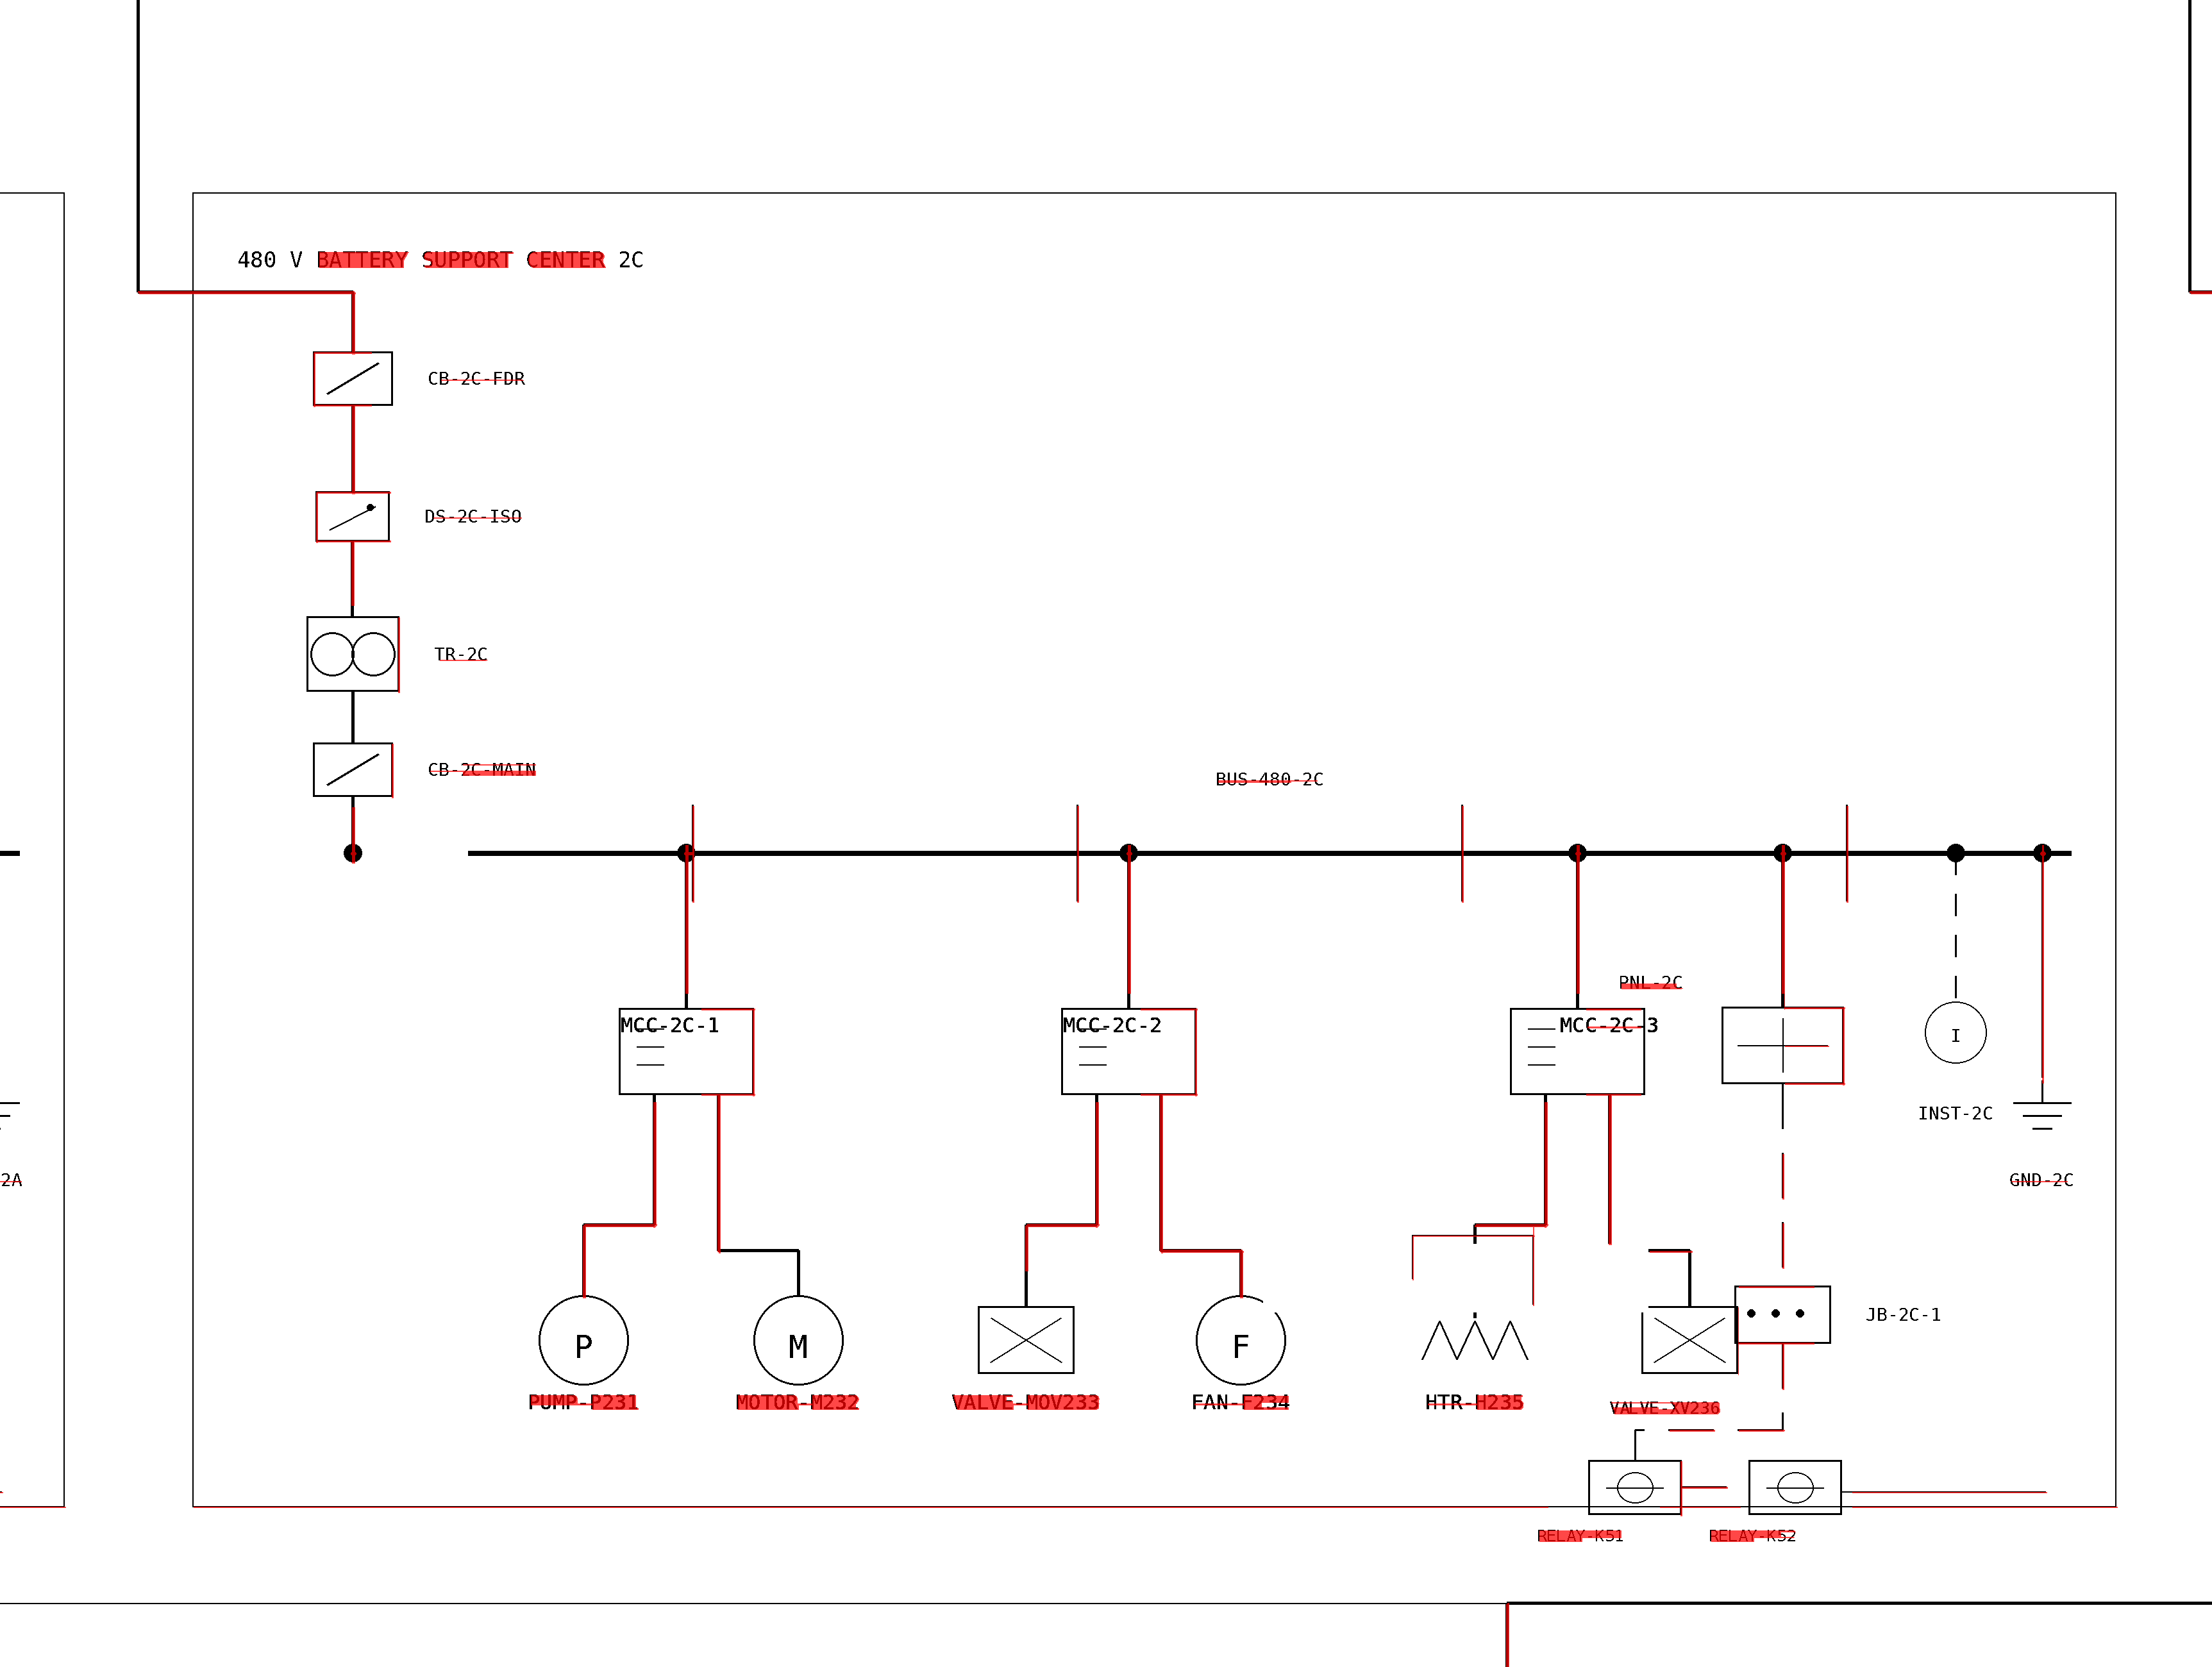 480 V BATTERY SUPPORT CENTER 2C
CB-2C-FDR
DS-2C-ISO
TR-2C
CB-2C-MAIN
BUS-480-2C
PNL-2C
MCC-2C-1
MCC-2C-2
MCC-2C-3
I
INST-2C
2A
GND-2C
JB-2C-1
P
M
F
PUMP-P231
MOTOR-M232
VALVE-MOV233
FAN-F234
HTR-H235
VALVE-XV236
RELAY-K51
RELAY-K52